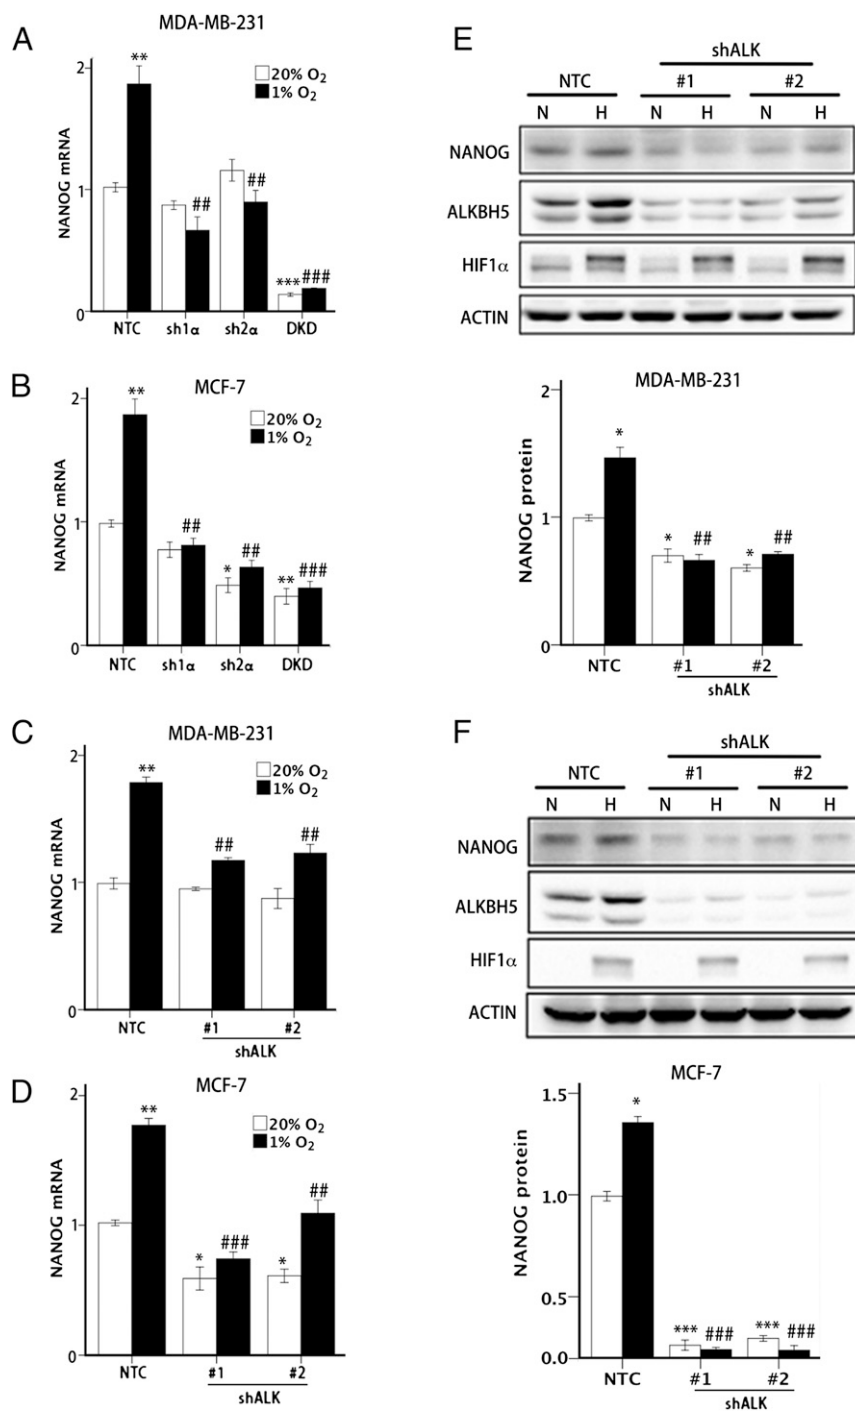 A
MDA-MB-231
NANOG mRNA
2
1
0
**
##
##
***
###
20% O2
1% O2
NTC
sh1α
sh2α
DKD
B
MCF-7
NANOG mRNA
2
1
0
**
##
*
##
**
###
20% O2
1% O2
NTC
sh1α
sh2α
DKD
C
MDA-MB-231
NANOG mRNA
2
1
0
**
##
##
20% O2
1% O2
NTC
#1
#2
shALK
D
MCF-7
NANOG mRNA
2
1
0
**
*
###
*
##
20% O2
1% O2
NTC
#1
#2
shALK
E
shALK
NTC
#1
#2
N H N H N H
NANOG
ALKBH5
HIF1α
ACTIN
MDA-MB-231
NANOG protein
2
1
0
*
*
##
*
##
NTC
#1
#2
shALK
F
shALK
NTC
#1
#2
N H N H N H
NANOG
ALKBH5
HIF1α
ACTIN
MCF-7
NANOG protein
1.5
1.0
0.5
0.0
*
***
###
***
###
NTC
#1
#2
shALK